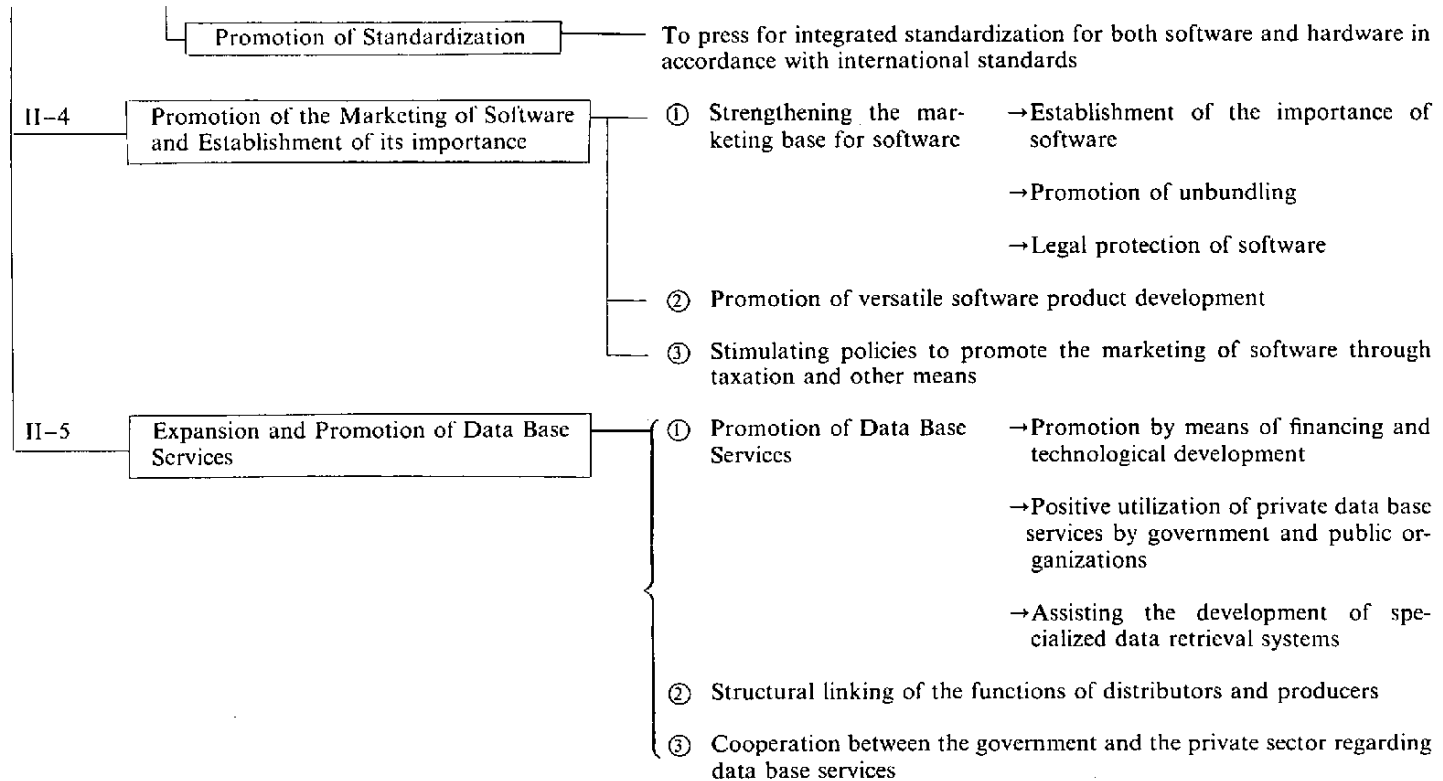 Promotion of Standardization
To press for integrated standardization for both software and hardware in
accordance with international standards
II-4
Promotion of the Marketing of Software
and Establishment of its importance
① Strengthening the mar-
keting base for software
→Establishment of the importance of
software
→Promotion of unbundling
→Legal protection of software
② Promotion of versatile software product development
③ Stimulating policies to promote the marketing of software through
taxation and other means
II-5
Expansion and Promotion of Data Base
Services
① Promotion of Data Base
Services
→Promotion by means of financing and
technological development
→Positive utilization of private data base
services by government and public or-
ganizations
→Assisting the development of spe-
cialized data retrieval systems
② Structural linking of the functions of distributors and producers
③ Cooperation between the government and the private sector regarding
data base services